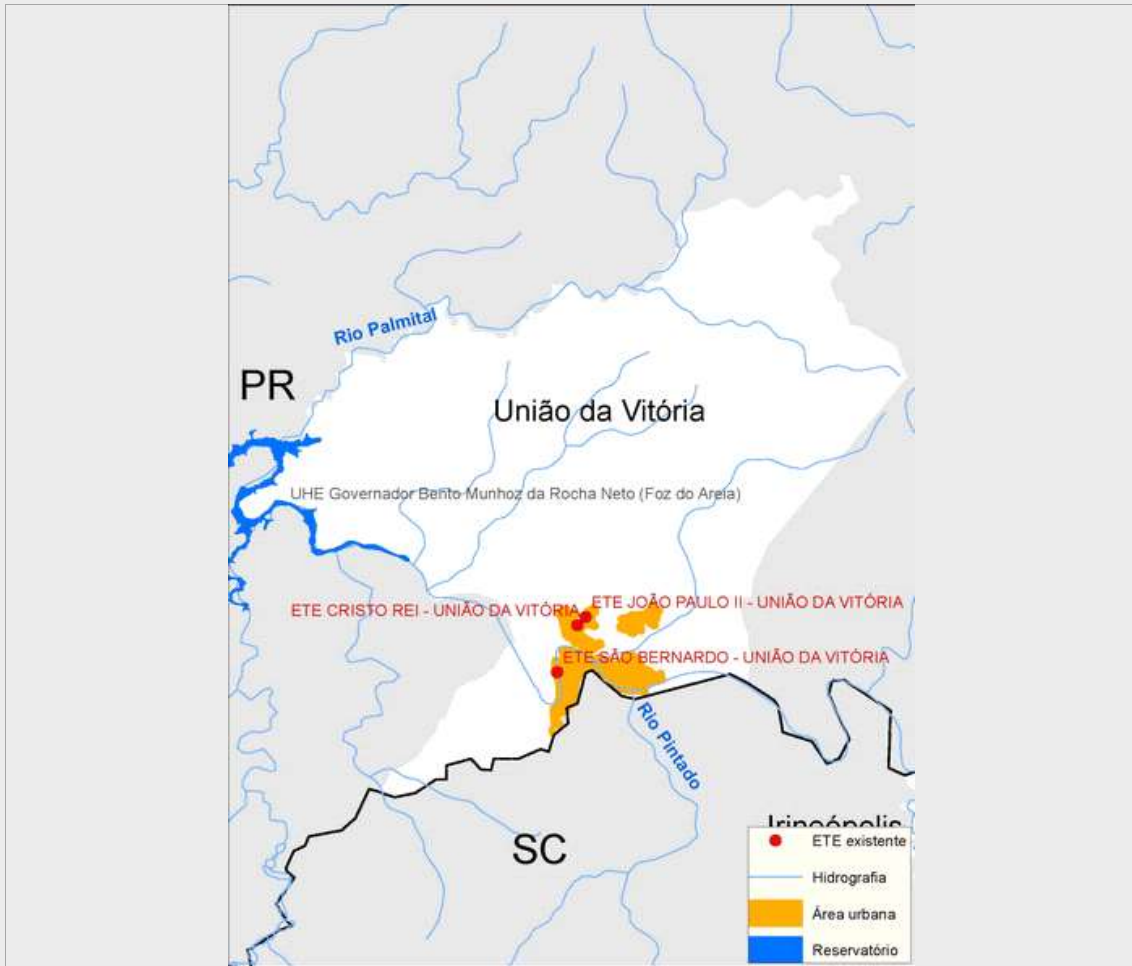 Rio Palmital
PR
União da Vitória
UHE Governador Bento Munhoz da Rocha Neto (Foz do Areia)
ETE JOÃO PAULO II - UNIÃO DA VITÓRIA
ETE CRISTO REI - UNIÃO DA VITÓRIA
ETE SÃO BERNARDO - UNIÃO DA VITÓRIA
Rio Pintado
SC
Irineópolis
ETE existente
Hidrografia
Área urbana
Reservatório